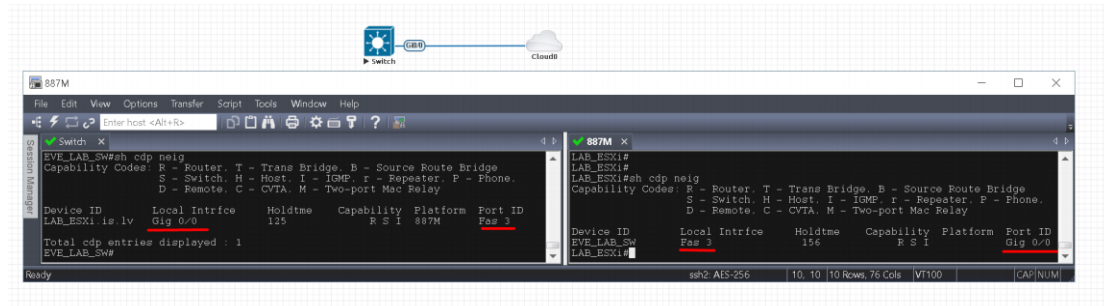 Gi0/0
Switch
Cloud0
887M
File Edit View Options Transfer Script Tools Window Help
Enter host <Alt+R>
Session Manager
Switch
EVE_LAB_SW#sh cdp neig
Capability Codes: R - Router, T - Trans Bridge, B - Source Route Bridge
S - Switch, H - Host, I - IGMP, r - Repeater, P - Phone,
D - Remote, C - CVTA, M - Two-port Mac Relay
Device ID Local Intrfce Holdtme Capability Platform Port ID
LAB_ESXi.is.lv Gig 0/0 125 R S I 887M Fas 3
Total cdp entries displayed : 1
EVE_LAB_SW#
887M
LAB_ESXi#
LAB_ESXi#
LAB_ESXi#sh cdp neig
Capability Codes: R - Router, T - Trans Bridge, B - Source Route Bridge
S - Switch, H - Host, I - IGMP, r - Repeater, P - Phone,
D - Remote, C - CVTA, M - Two-port Mac Relay
Device ID Local Intrfce Holdtme Capability Platform Port ID
EVE_LAB_SW Fas 3 156 R S I Gig 0/0
LAB_ESXi#
Ready ssh2: AES-256 10, 10 10 Rows, 76 Cols VT100 CAP NUM